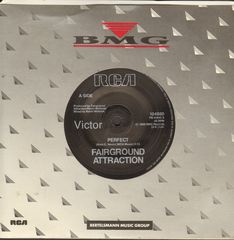 BMG
RCA
A SIDE
Victor
PERFECT
FAIRGROUND
ATTRACTION
RCA
BERTELSMANN MUSIC GROUP